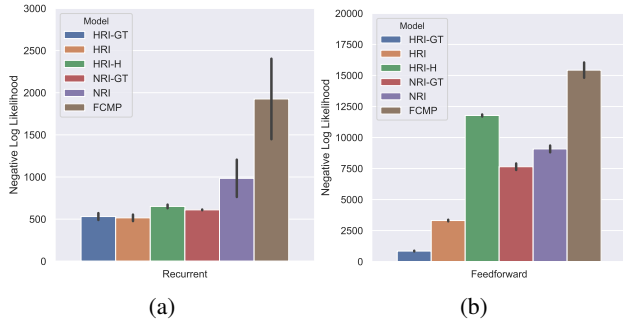 3000
2500
2000
1500
1000
500
0
Negative Log Likelihood
Model
HRI-GT
HRI
HRI-H
NRI-GT
NRI
FCMP
Recurrent
(a)
20000
17500
15000
12500
10000
7500
5000
2500
0
Negative Log Likelihood
Model
HRI-GT
HRI
HRI-H
NRI-GT
NRI
FCMP
Feedforward
(b)